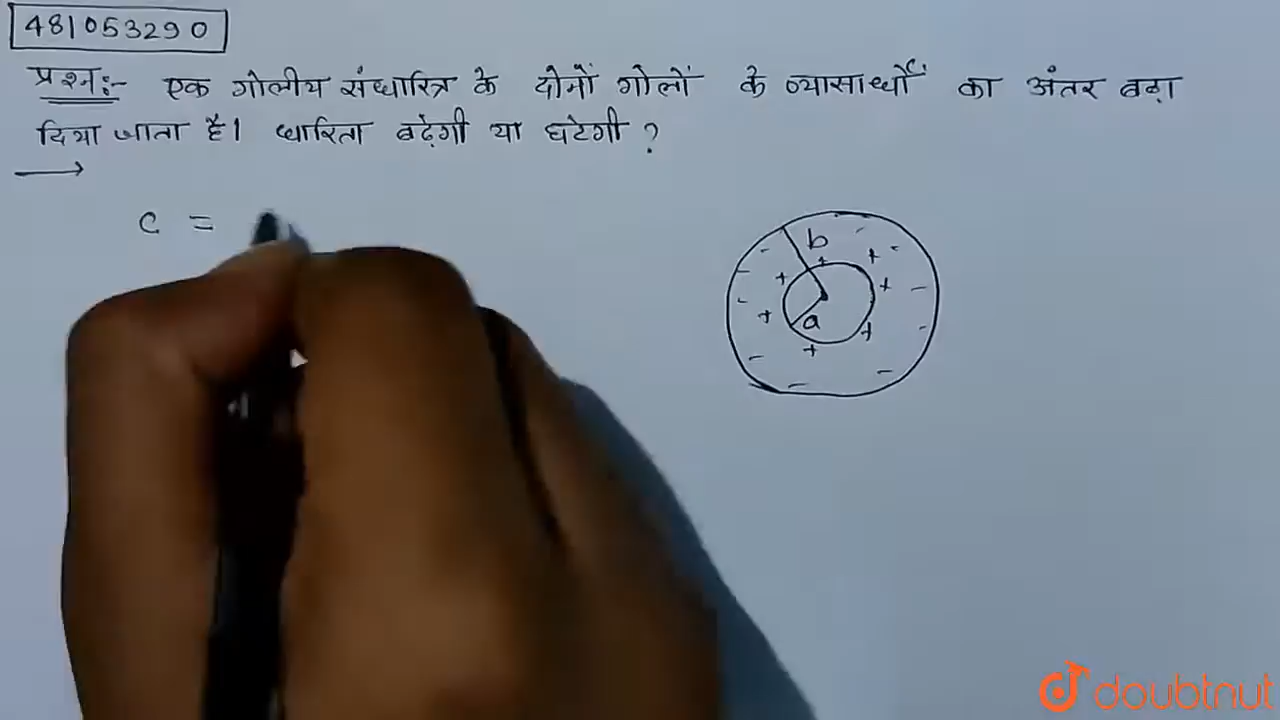 481053290
प्रश्न:- एक गोलीय संधारित्र के दोनों गोलों के व्यासार्धों का अंतर बढ़ा
दिया जाता है। धारिता बढ़ेगी या घटेगी ?
C =
b
a
doubtnut